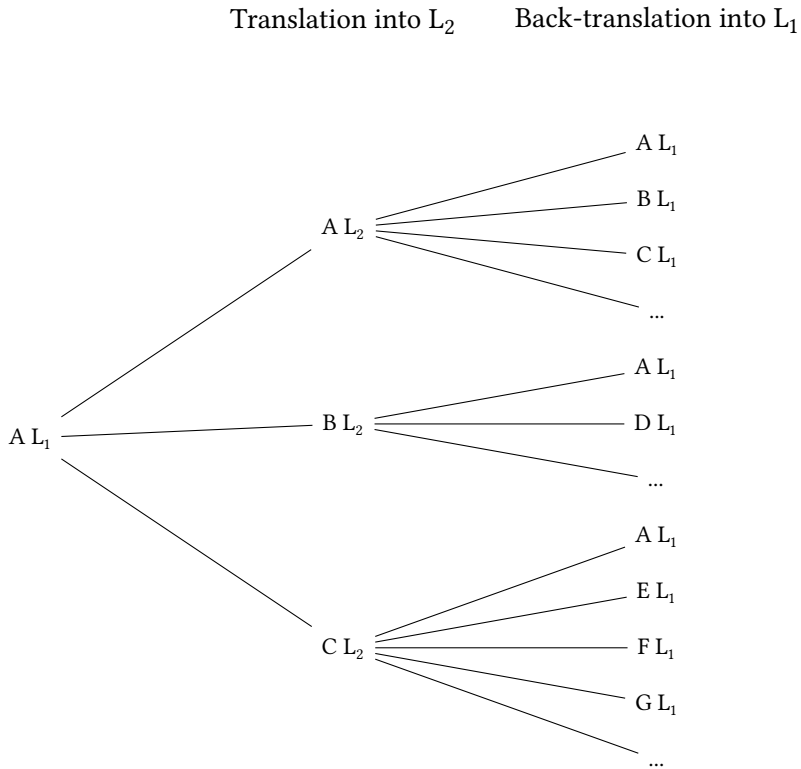 Translation into L₂ Back-translation into L₁
A L₁
B L₁
A L₂
C L₁
...
A L₁
B L₂
D L₁
A L₁
...
A L₁
E L₁
C L₂
F L₁
G L₁
...